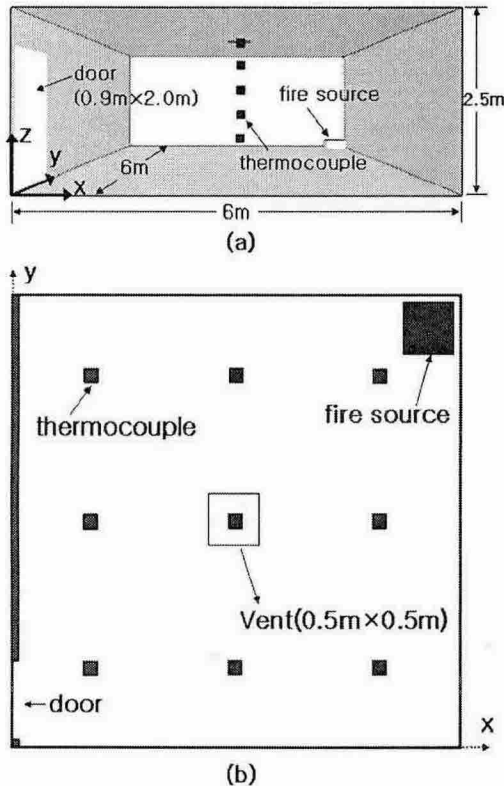 door
(0.9m×2.0m)
fire source
2.5m
z
y
6m
thermocouple
x
6m
(a)
y
thermocouple
fire source
Vent(0.5m×0.5m)
door
x
(b)